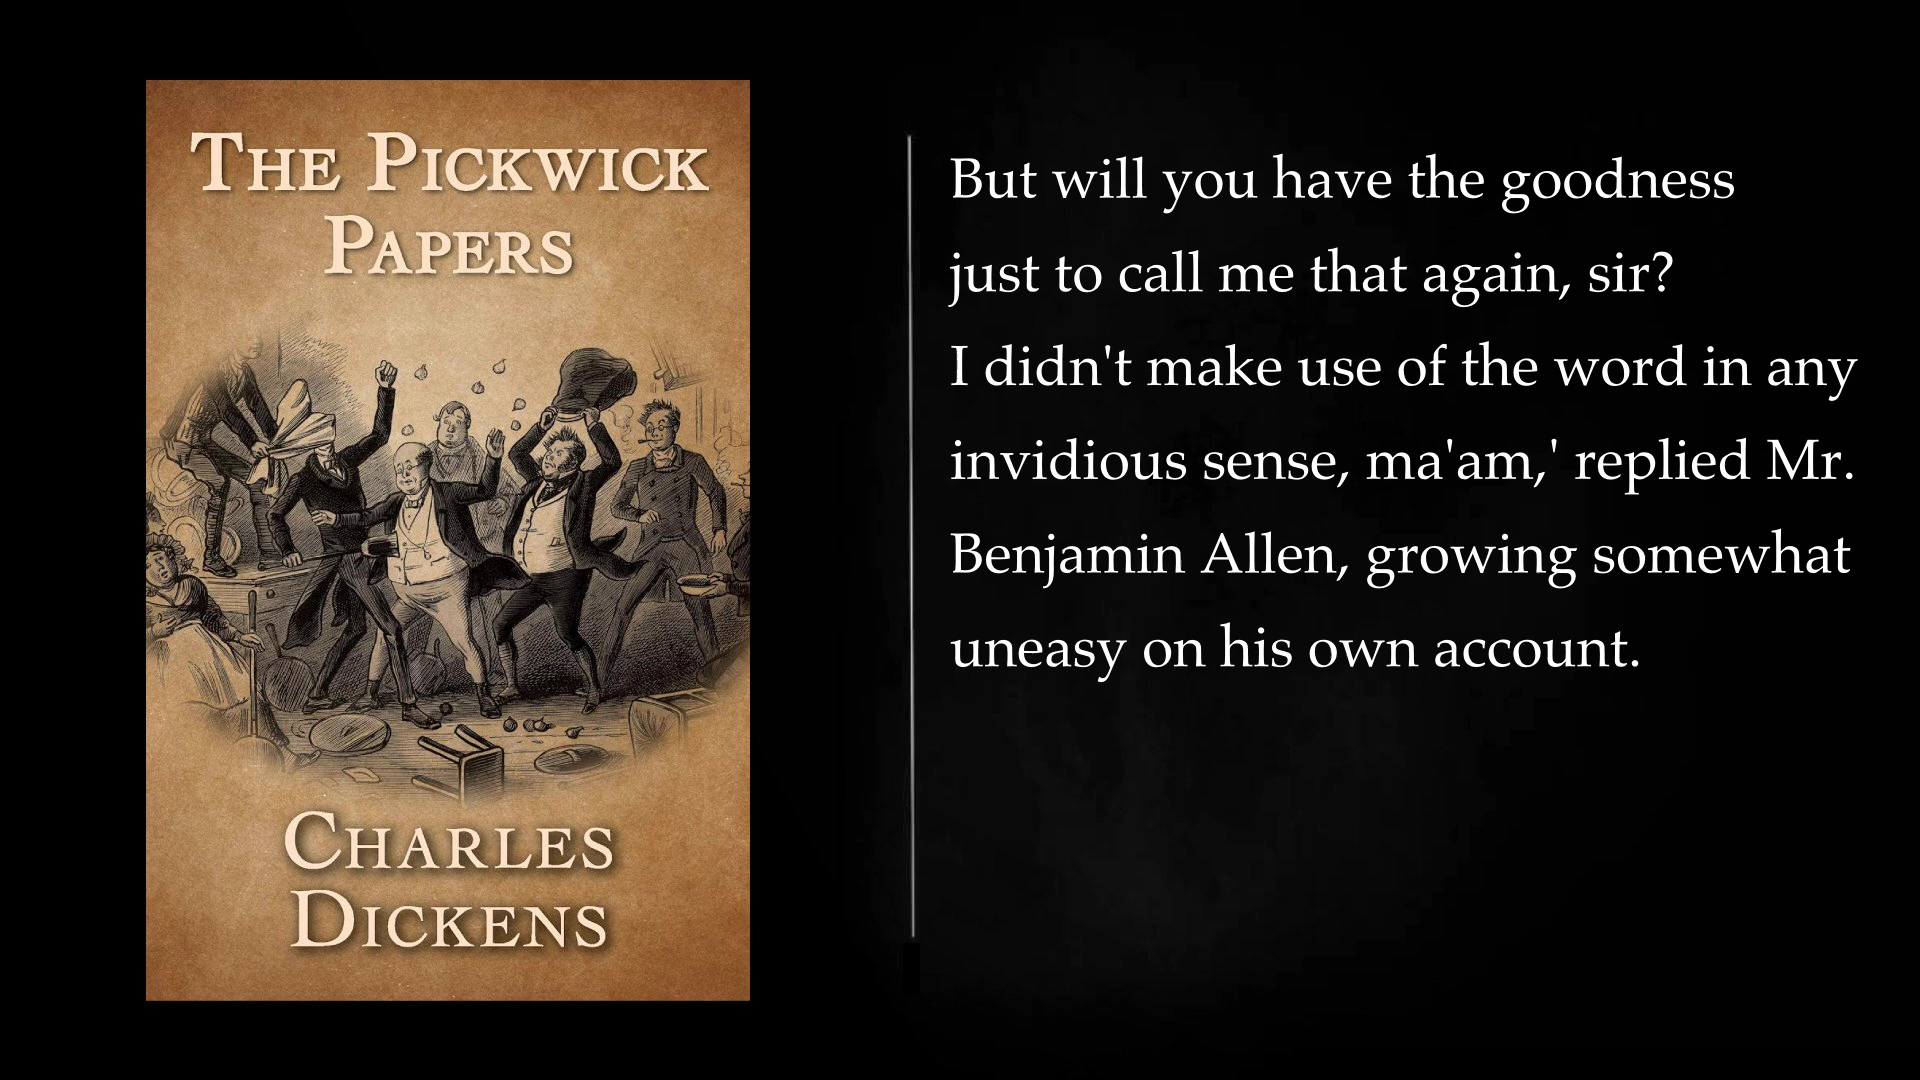 The Pickwick
Papers
Charles
Dickens
But will you have the goodness
just to call me that again, sir?
I didn't make use of the word in any
invidious sense, ma'am,' replied Mr.
Benjamin Allen, growing somewhat
uneasy on his own account.